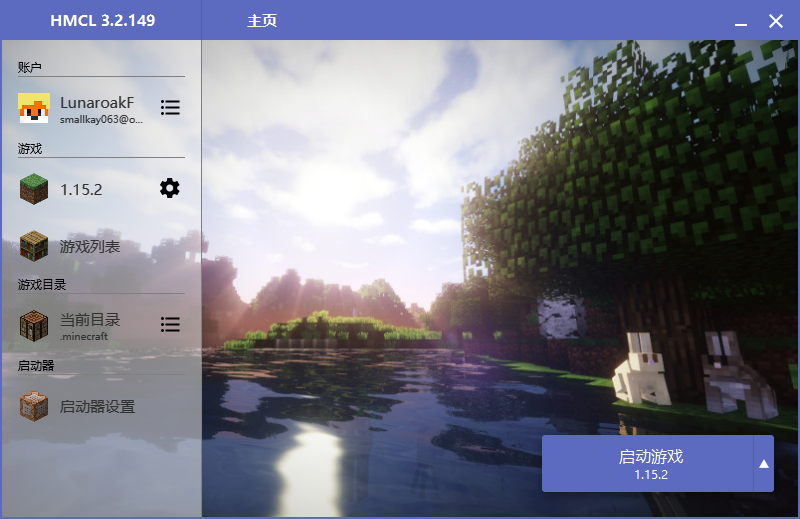 HMCL 3.2.149
主页
账户
LunaroakF
smallkay063@o...
游戏
1.15.2
游戏列表
游戏目录
当前目录
.minecraft
启动器
启动器设置
启动游戏
1.15.2